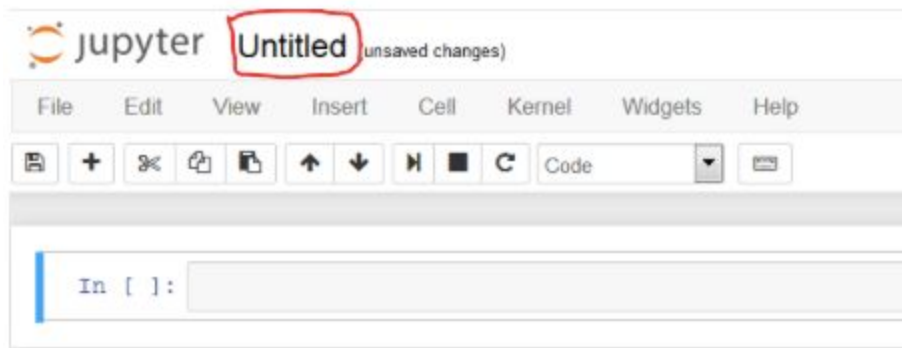 jupyter Untitled (unsaved changes)
File Edit View Insert Cell Kernel Widgets Help
Code
In [ ]: